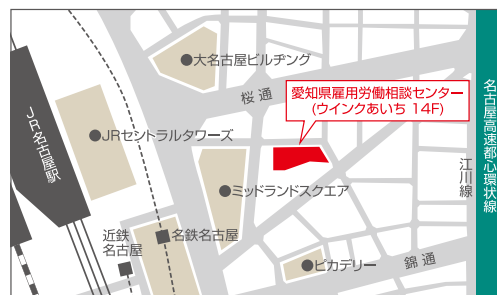 大名古屋ビルヂング
桜通
愛知県雇用労働相談センター
(ウインクあいち 14F)
名古屋高速都心環状線
JR名古屋駅
JRセントラルタワーズ
江川線
ミッドランドスクエア
近鉄
名古屋
名鉄名古屋
ピカデリー
錦通